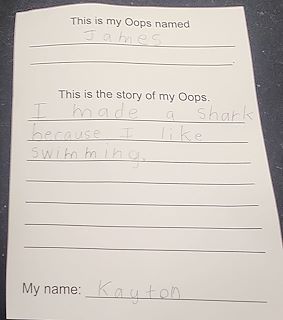 This is my Oops named
James
This is the story of my Oops.
I made a shark
because I like
swimming.
My name: Kayton